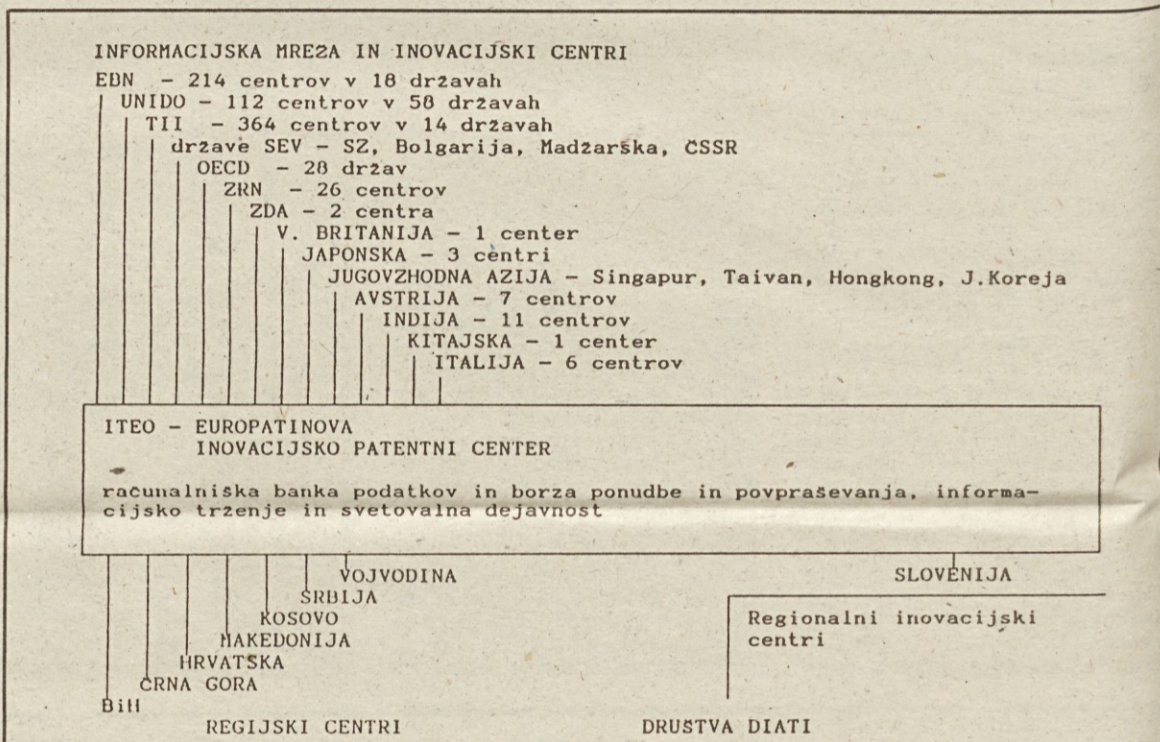 INFORMACIJSKA MREŽA IN INOVACIJSKI CENTRI
EBN - 214 centrov v 18 državah
UNIDO - 112 centrov v 58 državah
TII - 364 centrov v 14 državah
države SEV - SZ, Bolgarija, Madžarska, ČSSR
OECD - 28 držav
ZRN - 26 centrov
ZDA - 2 centra
V. BRITANIJA - 1 center
JAPONSKA - 3 centri
JUGOVZHODNA AZIJA - Singapur, Taivan, Hongkong, J.Koreja
AVSTRIJA - 7 centrov
INDIJA - 11 centrov
KITAJSKA - 1 center
ITALIJA - 6 centrov
ITEO - EUROPATINOVA
INOVACIJSKO PATENTNI CENTER
računalniška banka podatkov in borza ponudbe in povpraševanja, informa-
cijsko trženje in svetovalna dejavnost
VOJVODINA SLOVENIJA
SRBIJA
Regionalni inovacijski
KOSOVO
centri
MAKEDONIJA
HRVATSKA
ČRNA GORA
BiH
REGIJSKI CENTRI DRUŠTVA DIATI